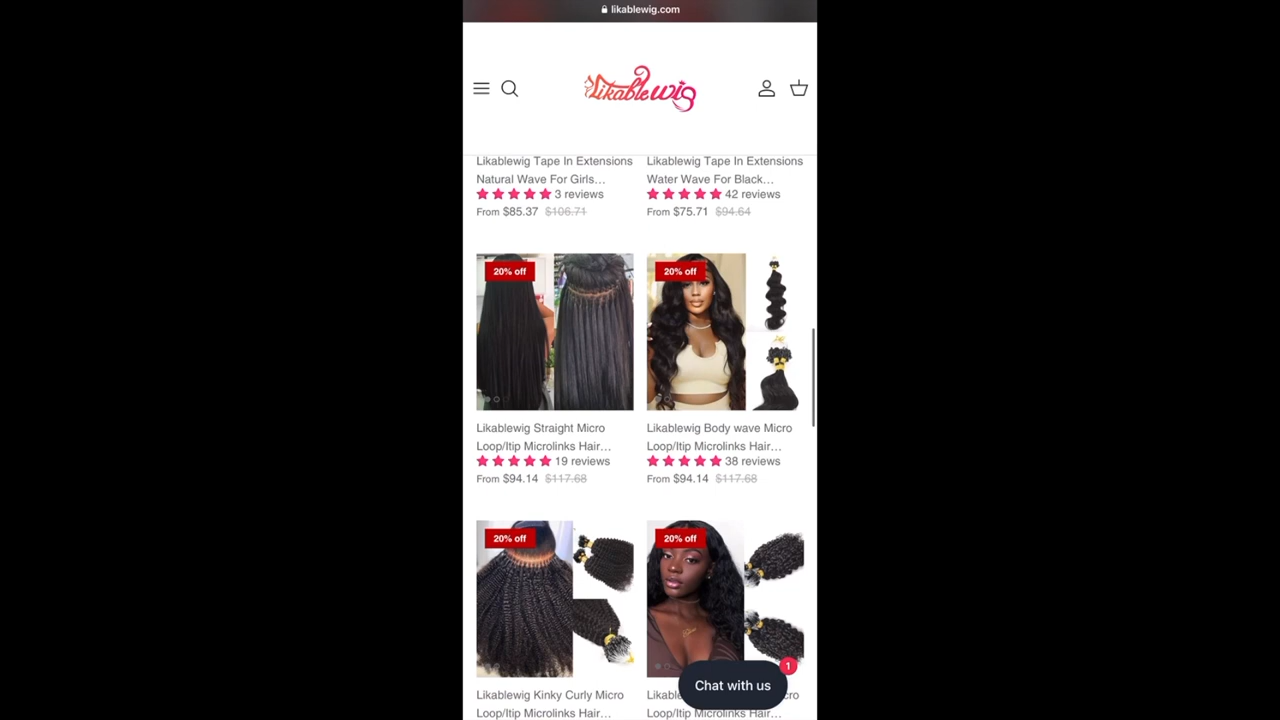 likablewig.com
Likablewig
Likablewig Tape In Extensions
Natural Wave For Girls...
3 reviews
From $85.37 $106.71
Likablewig Tape In Extensions
Water Wave For Black...
42 reviews
From $75.71 $94.64
20% off
Likablewig Straight Micro
Loop/Itip Microlinks Hair...
19 reviews
From $94.14 $117.68
20% off
Likablewig Body wave Micro
Loop/Itip Microlinks Hair...
38 reviews
From $94.14 $117.68
20% off
Likablewig Kinky Curly Micro
Loop/Itip Microlinks Hair...
20% off
Loop/Itip Microlinks Hair...
Chat with us
1